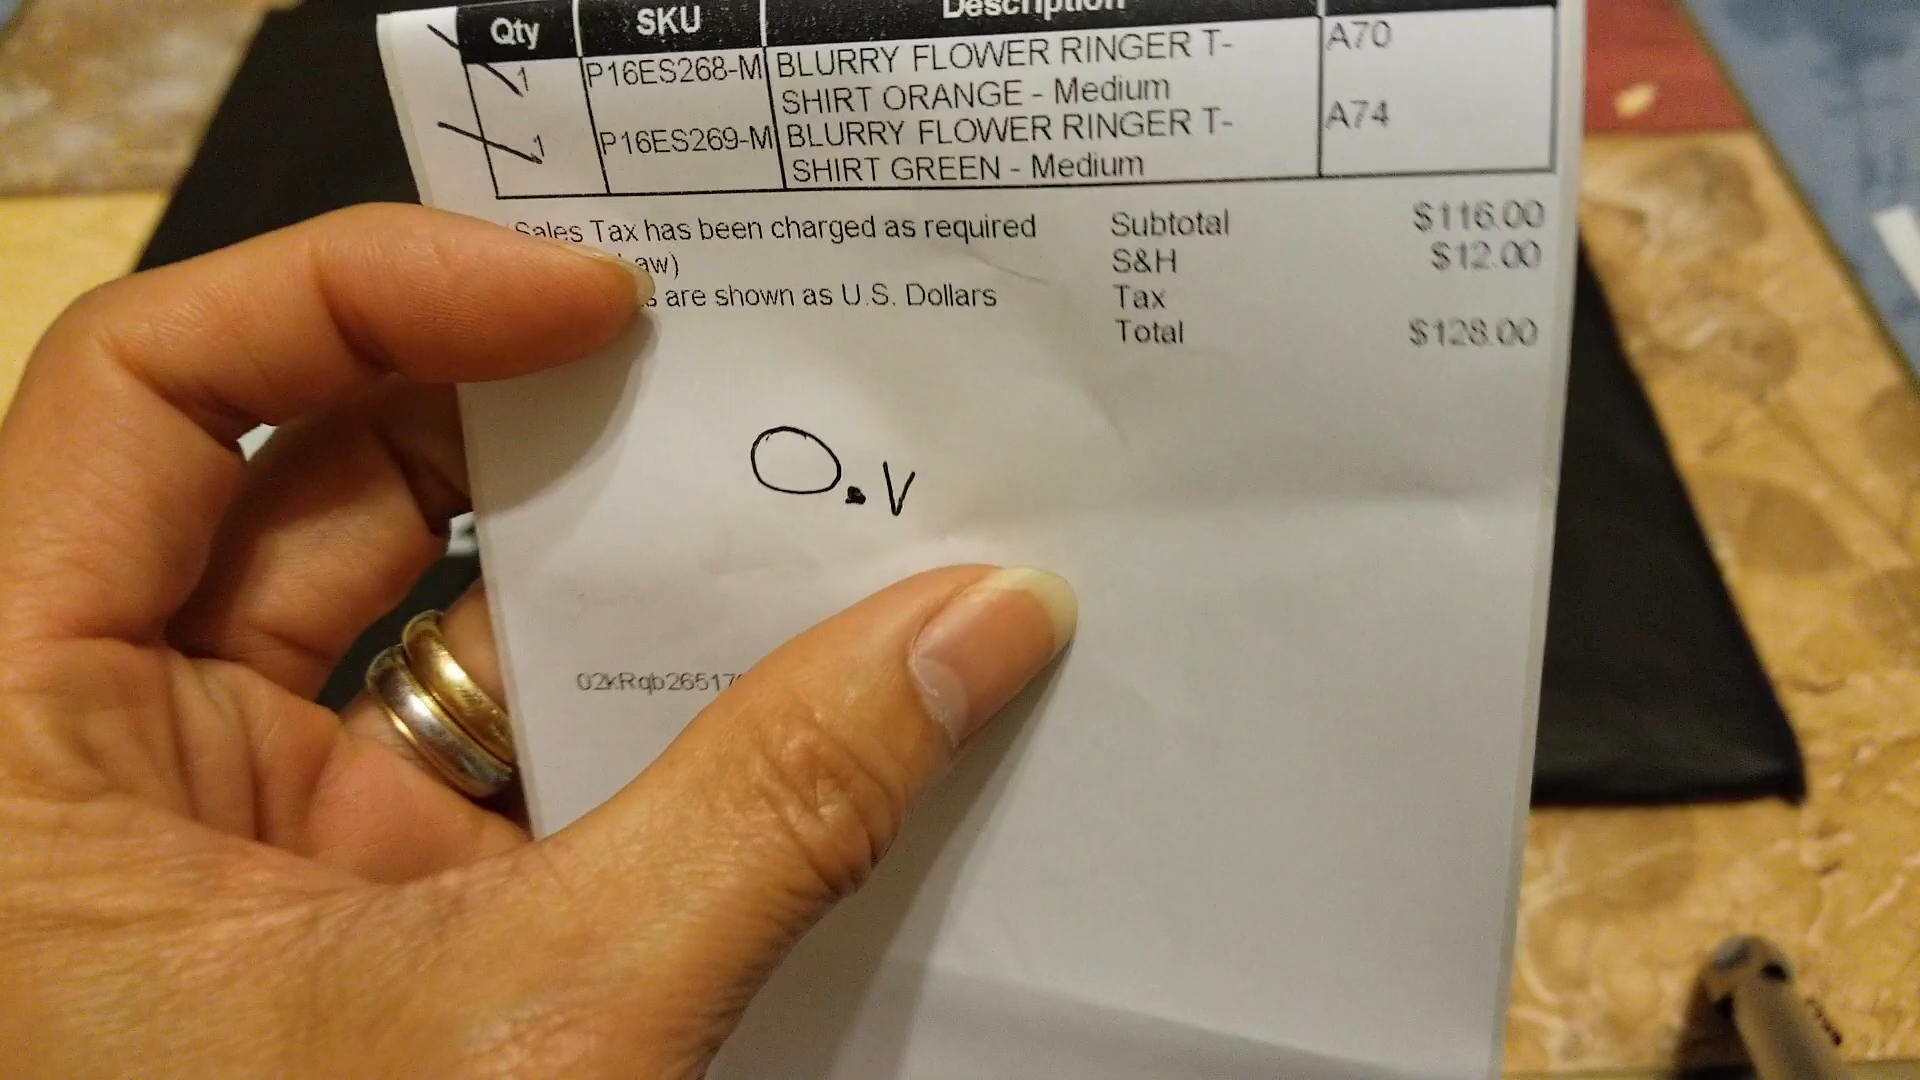 Qty SKU Description
1 P16ES268-M BLURRY FLOWER RINGER T- A70
SHIRT ORANGE - Medium
1 P16ES269-M BLURRY FLOWER RINGER T- A74
SHIRT GREEN - Medium
Sales Tax has been charged as required
aw)
are shown as U.S. Dollars
Subtotal $116.00
S&H $12.00
Tax
Total $128.00
O.V
02kRqb26517